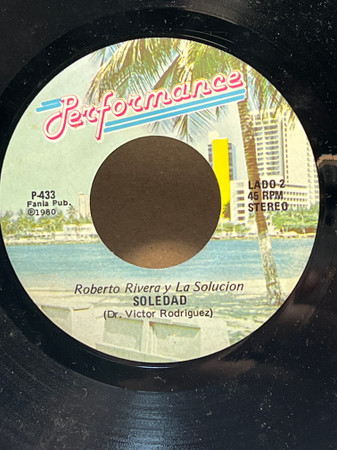 Performance
P-433
Fania Pub.
℗1980
LADO 2
45 RPM.
STEREO
Roberto Rivera y La Solucion
SOLEDAD
(Dr. Victor Rodriguez)